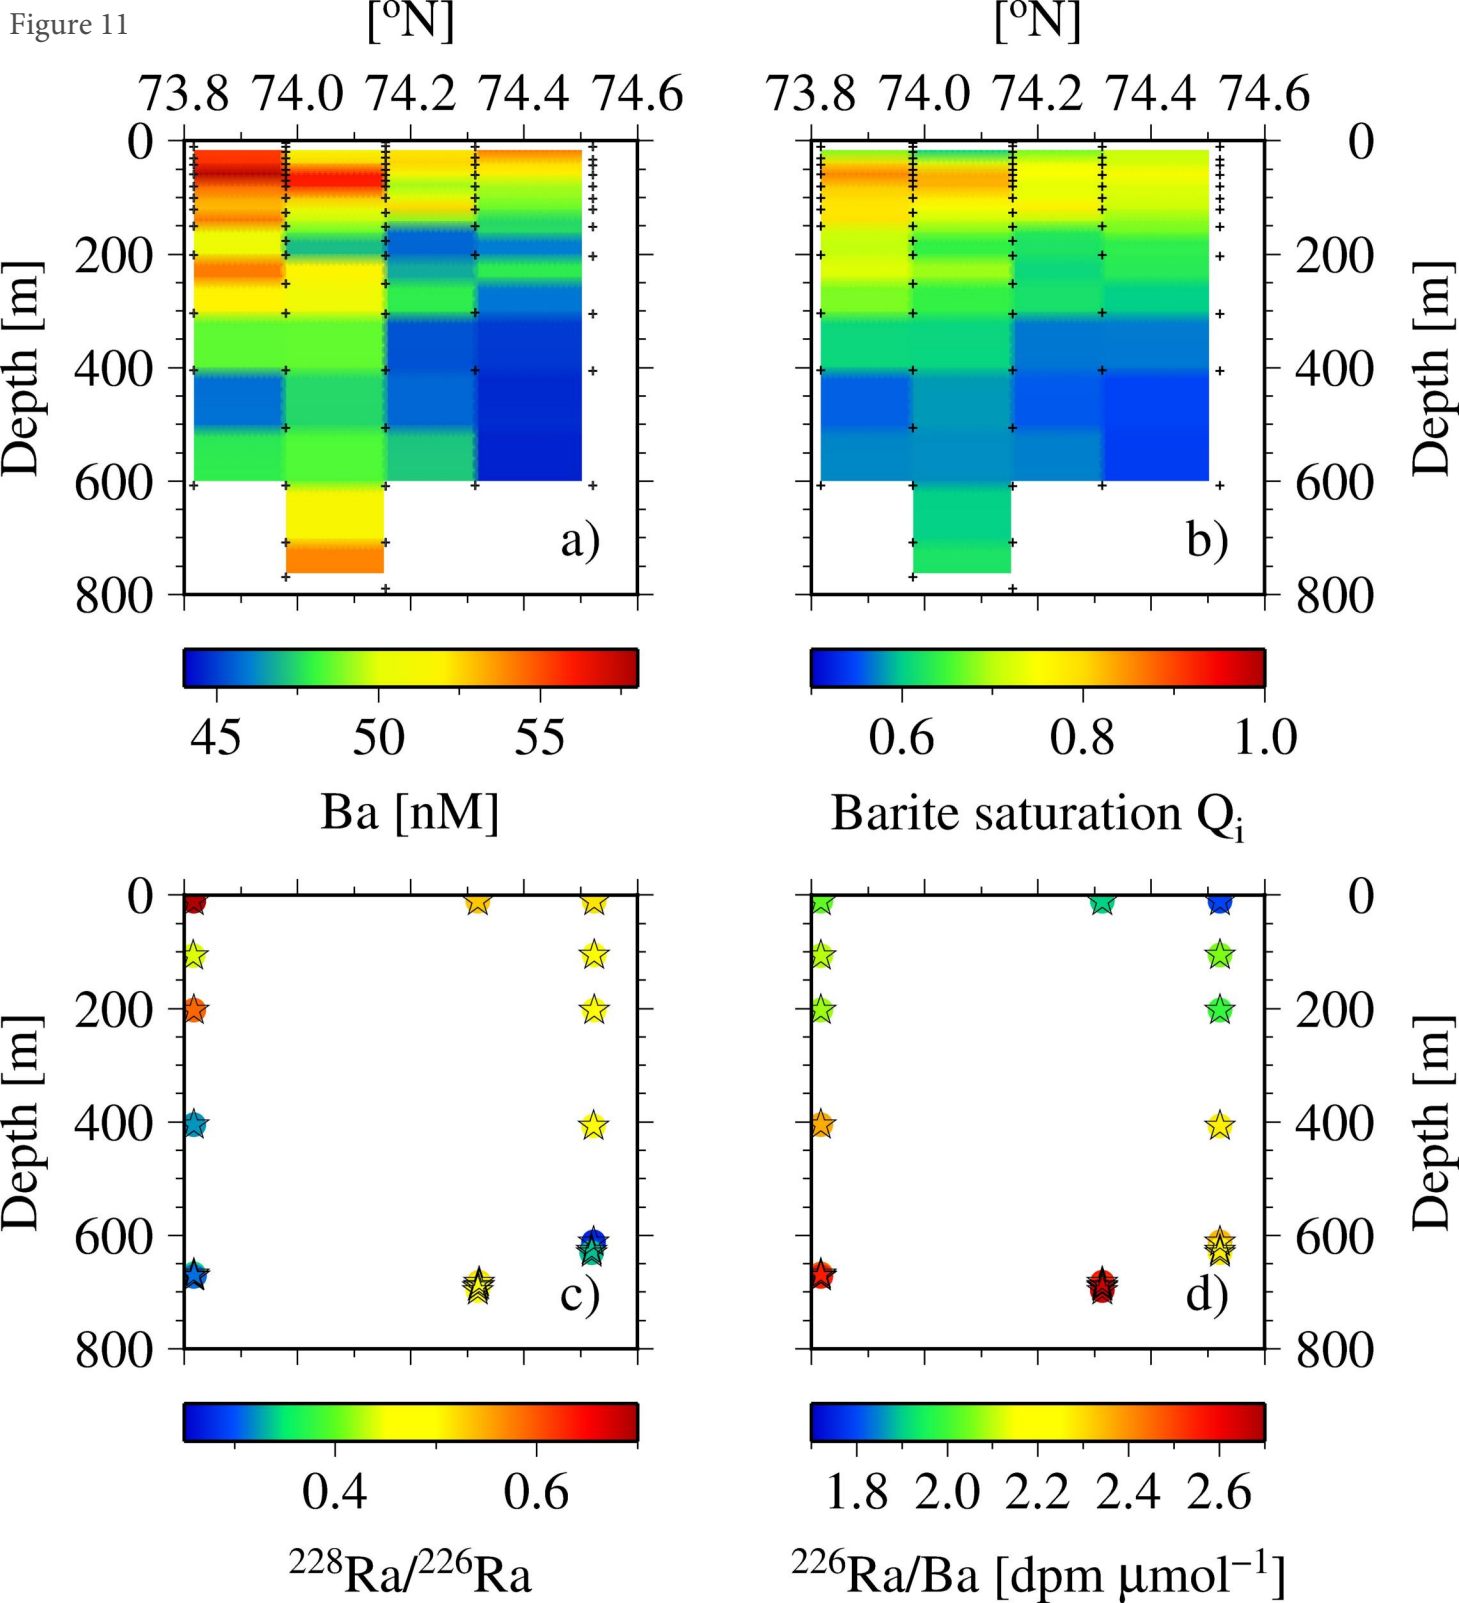 Figure 11
[ºN] [ºN]
73.8 74.0 74.2 74.4 74.6 73.8 74.0 74.2 74.4 74.6
0 0
200 200
400 400
600 600
800 800
Depth [m] Depth [m]
a) b)
45 50 55 0.6 0.8 1.0
Ba [nM] Barite saturation Qᵢ
0 0
200 200
400 400
600 600
800 800
Depth [m] Depth [m]
c) d)
0.4 0.6 1.8 2.0 2.2 2.4 2.6
²²⁸Ra/²²⁶Ra ²²⁶Ra/Ba [dpm μmol⁻¹]